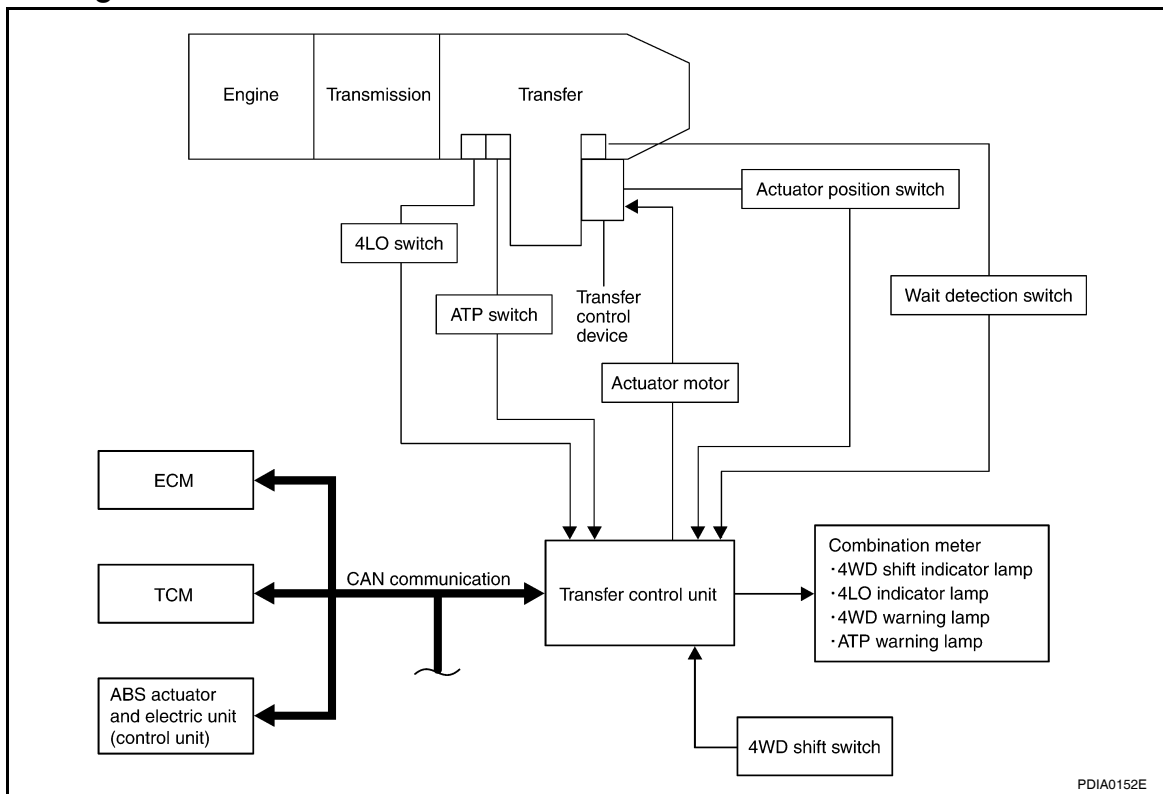 Engine
Transmission
Transfer
Actuator position switch
4LO switch
Wait detection switch
ATP switch
Transfer
control
device
Actuator motor
ECM
TCM
CAN communication
Transfer control unit
Combination meter
·4WD shift indicator lamp
·4LO indicator lamp
·4WD warning lamp
·ATP warning lamp
ABS actuator
and electric unit
(control unit)
4WD shift switch
PDIA0152E